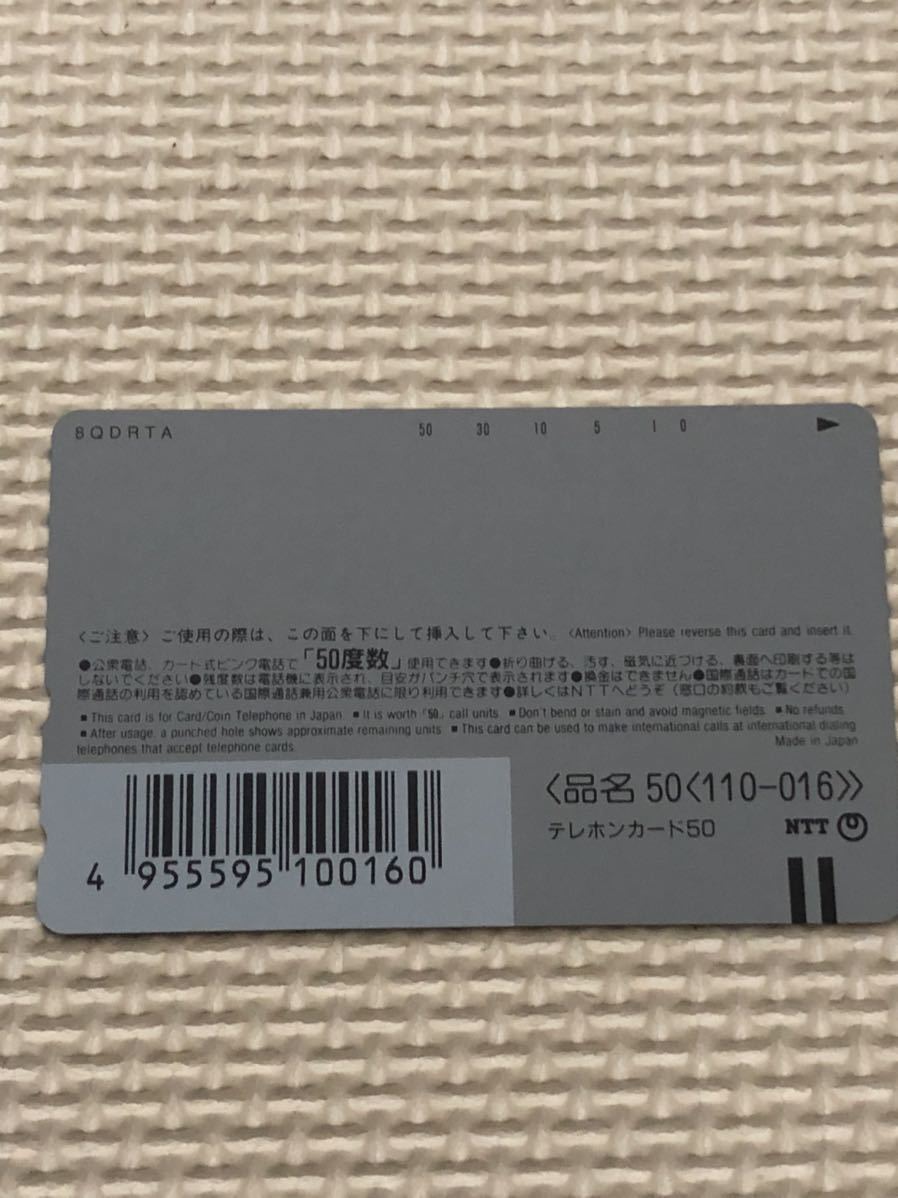 8QDRTA 50 30 10 5 1 0
〈ご注意〉ご使用の際は、この面を下にして挿入して下さい。〈Attention〉Please reverse this card and insert it.
●公衆電話、カード式ピンク電話で「50度数」使用できます●折り曲げる、汚す、磁気に近づける、裏面へ印刷する等は
しないでください●残度数は電話機に表示され、目安がパンチ穴で表示されます●換金はできません●国際通話はカードでの国
際通話の利用を認めている国際通話兼用公衆電話に限り利用できます●詳しくはNTTへどうぞ（窓口の約款もご覧ください）
■This card is for Card/Coin Telephone in Japan. ■It is worth「50」call units. ■Don't bend or stain and avoid magnetic fields. ■No refunds.
■After usage, a punched hole shows approximate remaining units. ■This card can be used to make international calls at international dialing
telephones that accept telephone cards. Made in Japan
〈品名 50〈110-016〉〉
テレホンカード50 NTT
4 955595 100160